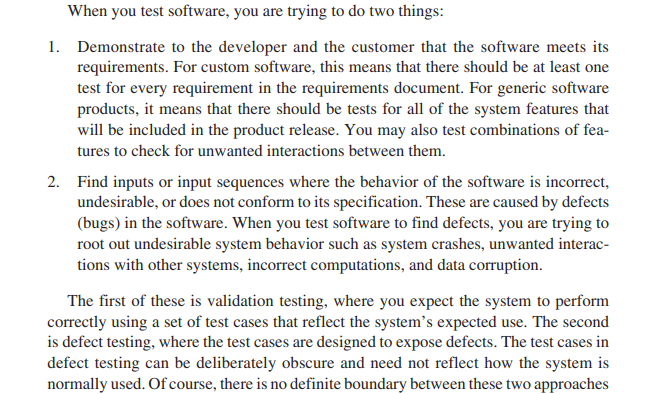 When you test software, you are trying to do two things:
1. Demonstrate to the developer and the customer that the software meets its
requirements. For custom software, this means that there should be at least one
test for every requirement in the requirements document. For generic software
products, it means that there should be tests for all of the system features that
will be included in the product release. You may also test combinations of fea-
tures to check for unwanted interactions between them.
2. Find inputs or input sequences where the behavior of the software is incorrect,
undesirable, or does not conform to its specification. These are caused by defects
(bugs) in the software. When you test software to find defects, you are trying to
root out undesirable system behavior such as system crashes, unwanted interac-
tions with other systems, incorrect computations, and data corruption.
The first of these is validation testing, where you expect the system to perform
correctly using a set of test cases that reflect the system’s expected use. The second
is defect testing, where the test cases are designed to expose defects. The test cases in
defect testing can be deliberately obscure and need not reflect how the system is
normally used. Of course, there is no definite boundary between these two approaches